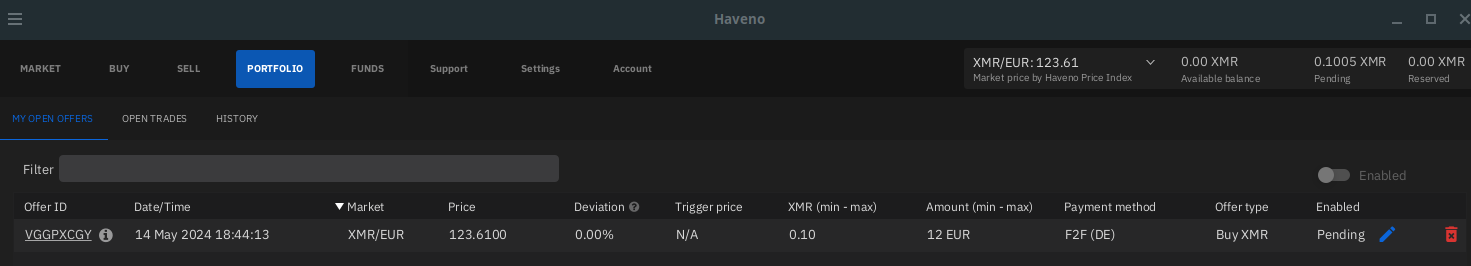 Haveno
MARKET BUY SELL PORTFOLIO FUNDS Support Settings Account XMR/EUR: 123.61 0.00 XMR 0.1005 XMR 0.00 XMR
Market price by Haveno Price Index Available balance Pending Reserved
MY OPEN OFFERS OPEN TRADES HISTORY
Filter Enabled
Offer ID Date/Time Market Price Deviation Trigger price XMR (min - max) Amount (min - max) Payment method Offer type Enabled
VGGPXCGY 14 May 2024 18:44:13 XMR/EUR 123.6100 0.00% N/A 0.10 12 EUR F2F (DE) Buy XMR Pending